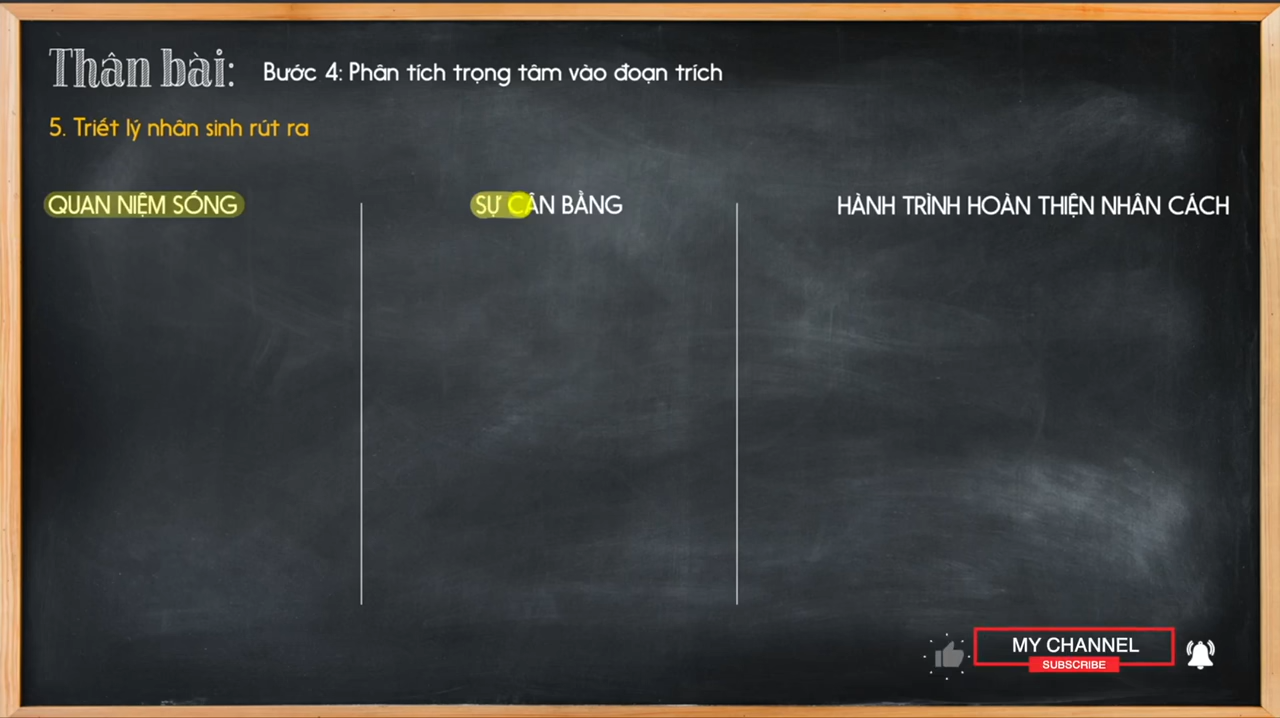 Thân bài: Bước 4: Phân tích trọng tâm vào đoạn trích
5. Triết lý nhân sinh rút ra
QUAN NIỆM SỐNG
SỰ CÂN BẰNG
HÀNH TRÌNH HOÀN THIỆN NHÂN CÁCH
MY CHANNEL
SUBSCRIBE